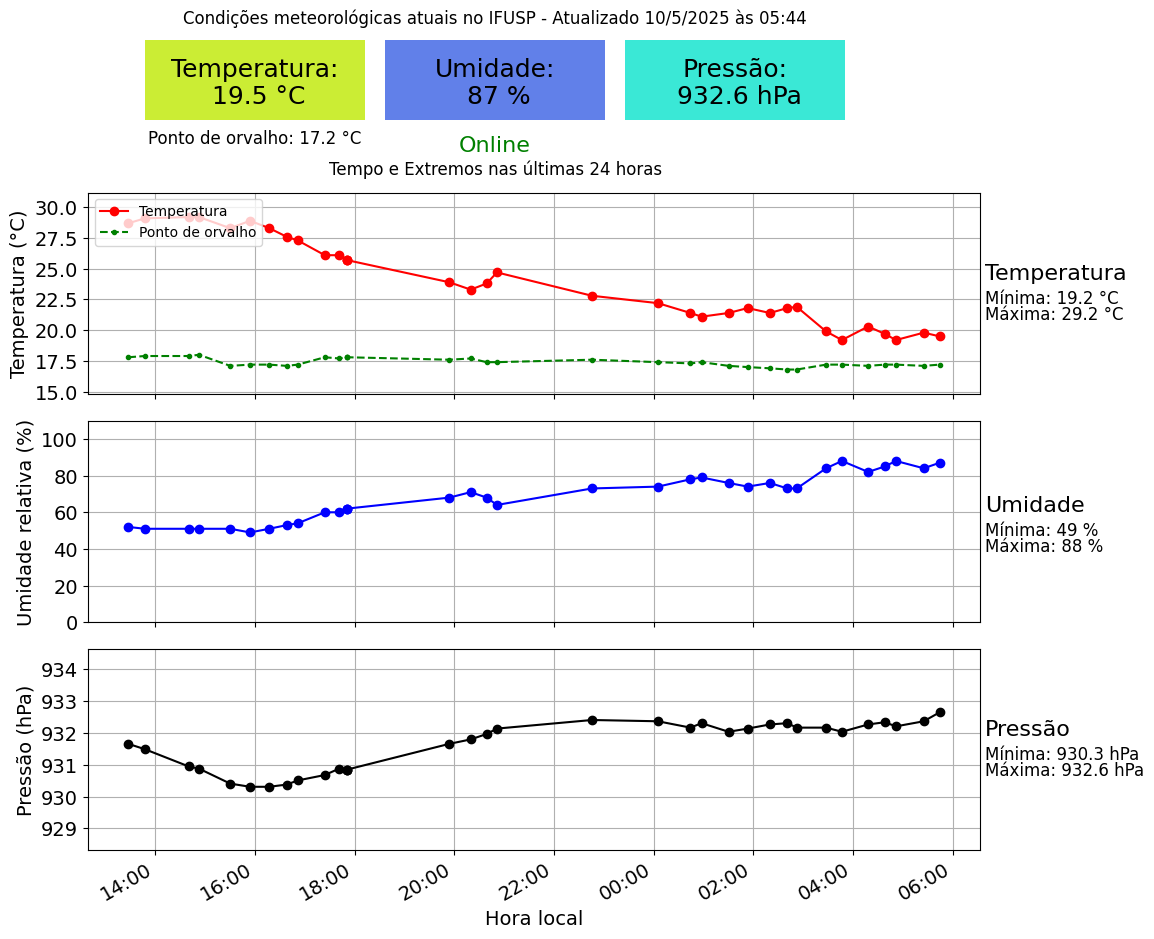 Condições meteorológicas atuais no IFUSP - Atualizado 10/5/2025 às 05:44
Temperatura:
19.5 °C
Umidade:
87 %
Pressão:
932.6 hPa
Ponto de orvalho: 17.2 °C
Online
Tempo e Extremos nas últimas 24 horas
Temperatura (°C)
30.0
27.5
25.0
22.5
20.0
17.5
15.0
Temperatura
Ponto de orvalho
Temperatura
Mínima: 19.2 °C
Máxima: 29.2 °C
Umidade relativa (%)
100
80
60
40
20
0
Umidade
Mínima: 49 %
Máxima: 88 %
Pressão (hPa)
934
933
932
931
930
929
Pressão
Mínima: 930.3 hPa
Máxima: 932.6 hPa
14:00
16:00
18:00
20:00
22:00
00:00
02:00
04:00
06:00
Hora local